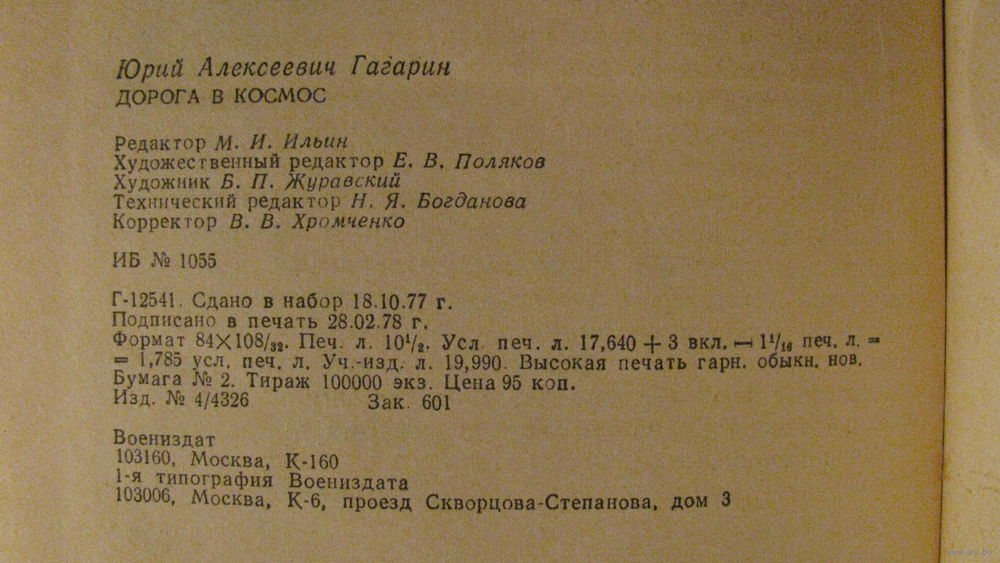 Юрий Алексеевич Гагарин
ДОРОГА В КОСМОС
Редактор М. И. Ильин
Художественный редактор Е. В. Поляков
Художник Б. П. Журавский
Технический редактор Н. Я. Богданова
Корректор В. В. Хромченко
ИБ № 1055
Г-12541. Сдано в набор 18.10.77 г.
Подписано в печать 28.02.78 г.
Формат 84×108/₃₂. Печ. л. 10¹/₂. Усл. печ. л. 17,640 + 3 вкл. — 1¹/₁₆ печ. л. =
= 1,785 усл. печ. л. Уч.-изд. л. 19,990. Высокая печать гарн. обыкн. нов.
Бумага № 2. Тираж 100000 экз. Цена 95 коп.
Изд. № 4/4326 Зак. 601
Воениздат
103160, Москва, К-160
1-я типография Воениздата
103006, Москва, К-6, проезд Скворцова-Степанова, дом 3
www.ay.by